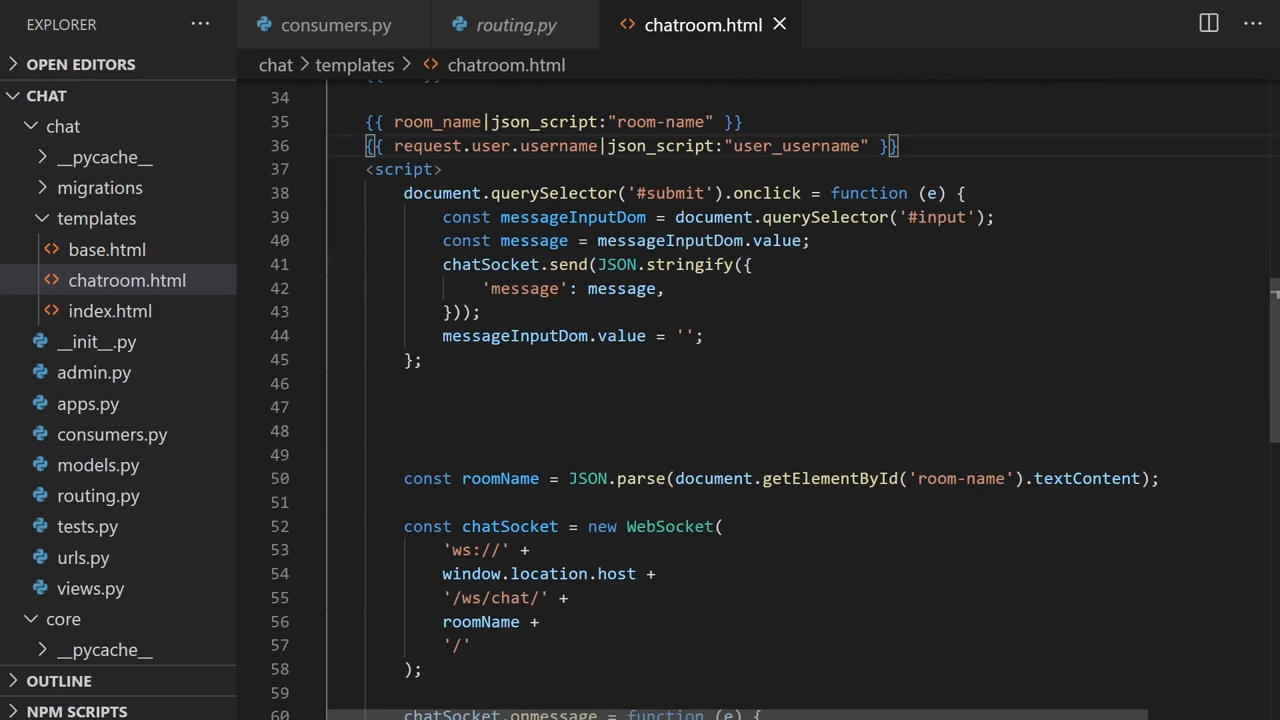 EXPLORER ···
OPEN EDITORS
CHAT
chat
__pycache__
migrations
templates
base.html
chatroom.html
index.html
__init__.py
admin.py
apps.py
consumers.py
models.py
routing.py
tests.py
urls.py
views.py
core
__pycache__
OUTLINE
NPM SCRIPTS
consumers.py routing.py chatroom.html
chat > templates > chatroom.html
34
35 {{ room_name|json_script:"room-name" }}
36 {{ request.user.username|json_script:"user_username" }}
37 <script>
38 document.querySelector('#submit').onclick = function (e) {
39 const messageInputDom = document.querySelector('#input');
40 const message = messageInputDom.value;
41 chatSocket.send(JSON.stringify({
42 'message': message,
43 }));
44 messageInputDom.value = '';
45 };
46
47
48
49
50 const roomName = JSON.parse(document.getElementById('room-name').textContent);
51
52 const chatSocket = new WebSocket(
53 'ws://' +
54 window.location.host +
55 '/ws/chat/' +
56 roomName +
57 '/'
58 );
59
60 chatSocket.onmessage = function (e) {